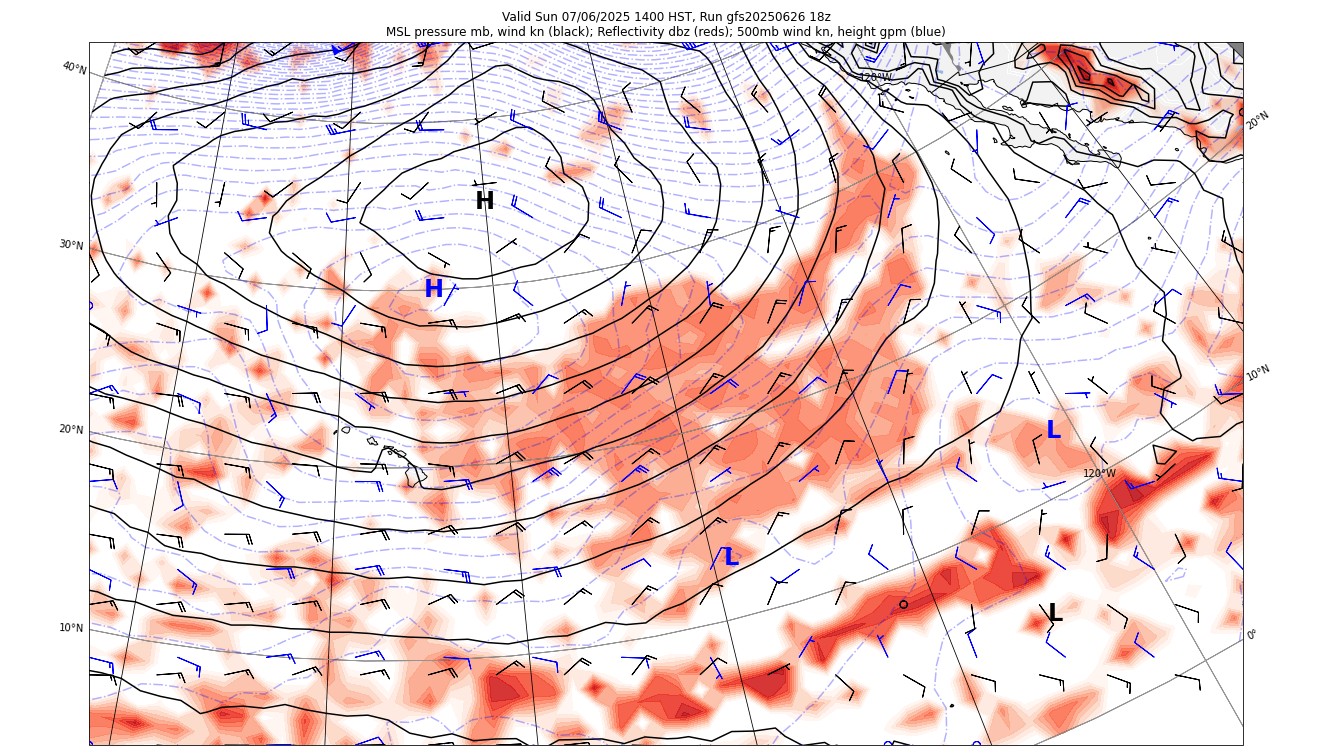 Valid Sun 07/06/2025 1400 HST, Run gfs20250626 18z
MSL pressure mb, wind kn (black); Reflectivity dbz (reds); 500mb wind kn, height gpm (blue)
40°N
120°W
20°N
H
30°N
H
10°N
20°N
L
120°W
L
L
10°N
0°